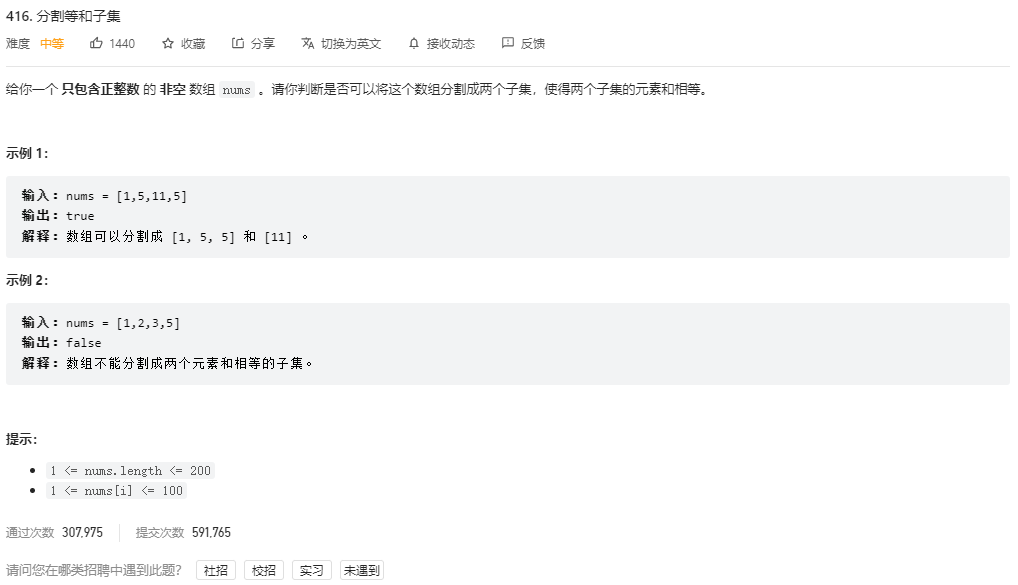 416. 分割等和子集
难度 中等 1440 收藏 分享 切换为英文 接收动态 反馈
给你一个 只包含正整数 的 非空 数组 nums 。请你判断是否可以将这个数组分割成两个子集，使得两个子集的元素和相等。
示例 1：
输入：nums = [1,5,11,5]
输出：true
解释：数组可以分割成 [1, 5, 5] 和 [11] 。
示例 2：
输入：nums = [1,2,3,5]
输出：false
解释：数组不能分割成两个元素和相等的子集。
提示：
1 <= nums.length <= 200
1 <= nums[i] <= 100
通过次数 307,975 提交次数 591,765
请问您在哪类招聘中遇到此题？ 社招 校招 实习 未遇到